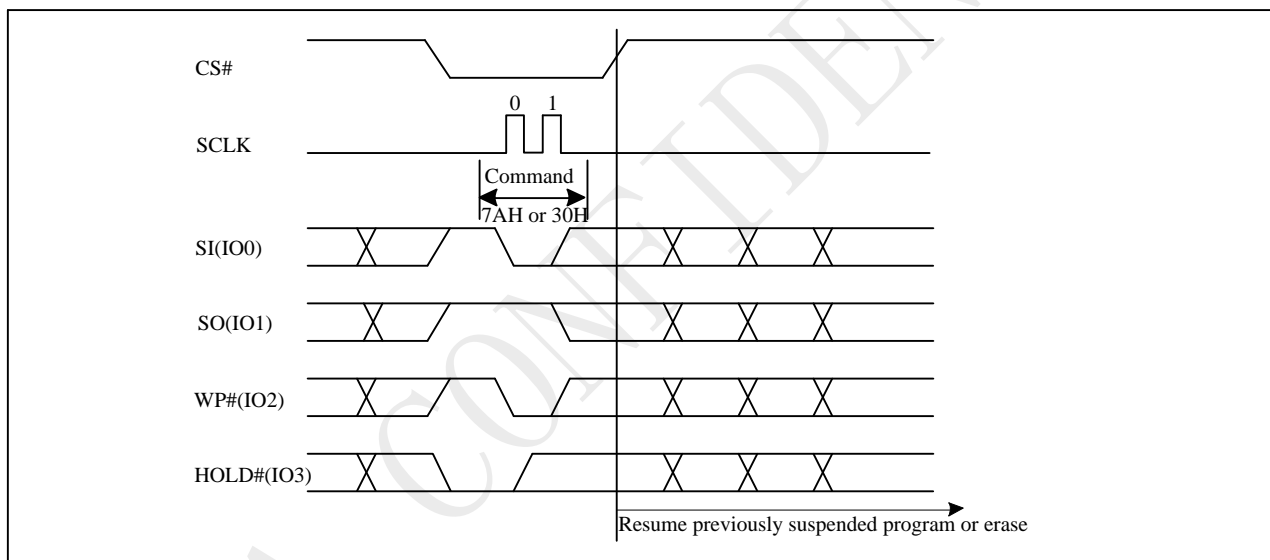 CS#
0 1
SCLK
Command
7AH or 30H
SI(IO0)
SO(IO1)
WP#(IO2)
HOLD#(IO3)
Resume previously suspended program or erase
CONFIDEN